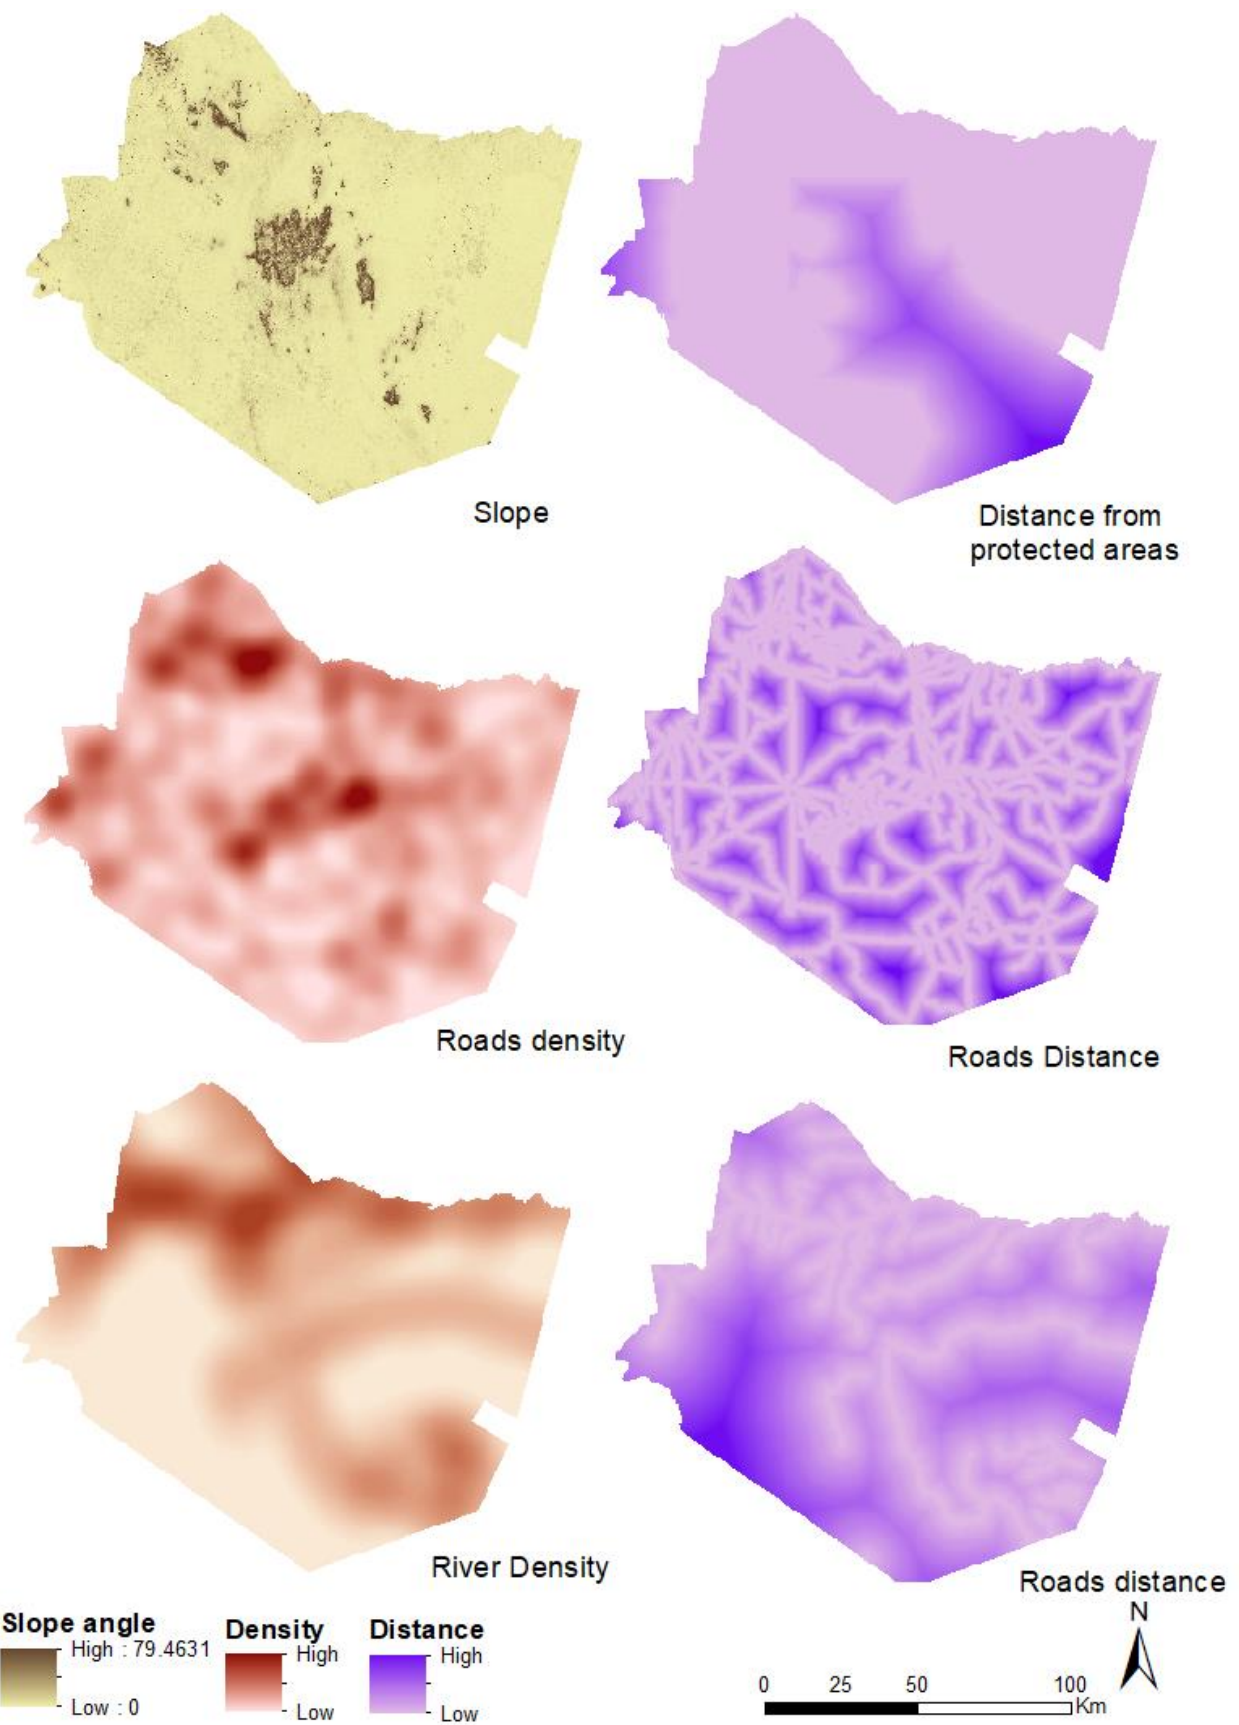 Slope
Distance from
protected areas
Roads density
Roads Distance
River Density
Roads distance
Slope angle
High : 79.4631
Low : 0
Density
High
Low
Distance
High
Low
N
0 25 50 100
Km